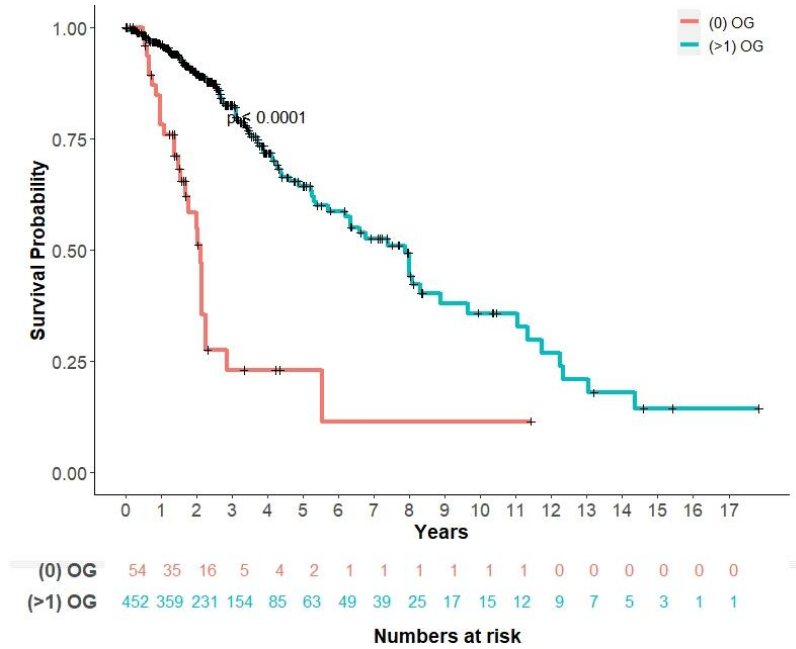 (0) OG
(>1) OG
1.00
0.75
0.50
0.25
0.00
Survival Probability
p < 0.0001
0 1 2 3 4 5 6 7 8 9 10 11 12 13 14 15 16 17
Years
(0) OG 54 35 16 5 4 2 1 1 1 1 1 1 0 0 0 0 0 0
(>1) OG 452 359 231 154 85 63 49 39 25 17 15 12 9 7 5 3 1 1
Numbers at risk